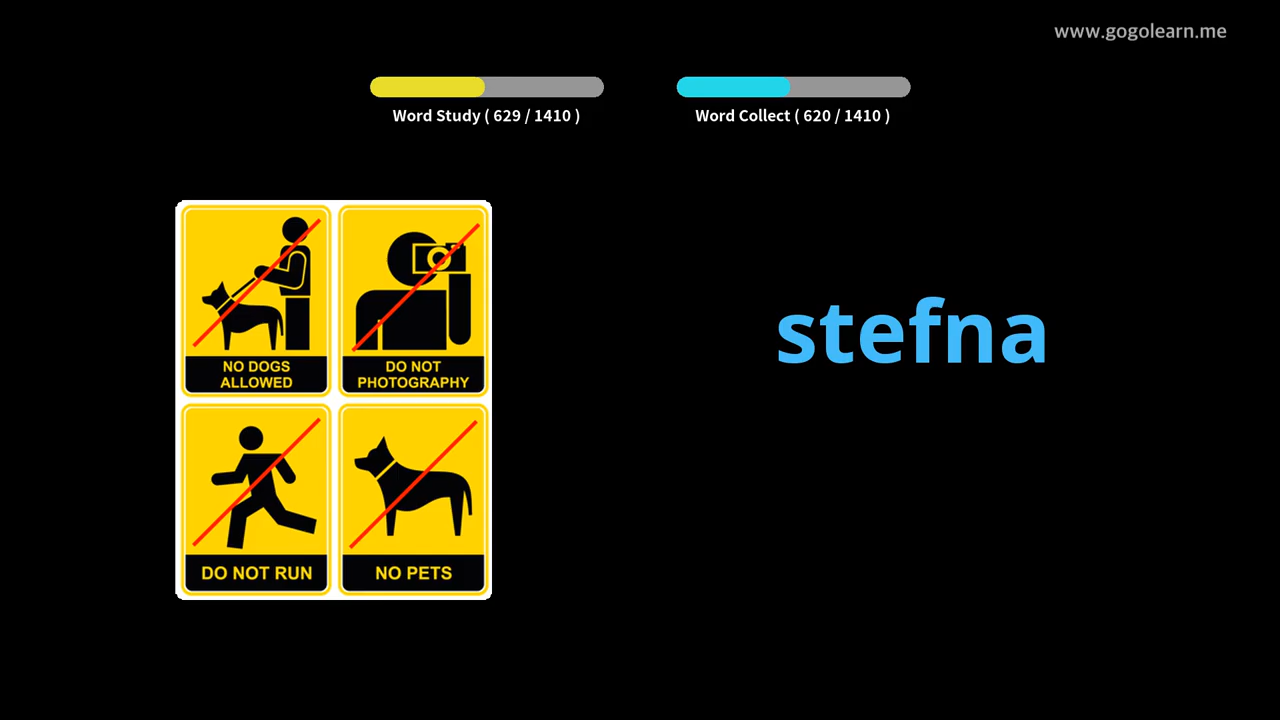 www.gogolearn.me
Word Study ( 629 / 1410 )
Word Collect ( 620 / 1410 )
NO DOGS
ALLOWED
DO NOT
PHOTOGRAPHY
stefna
DO NOT RUN
NO PETS